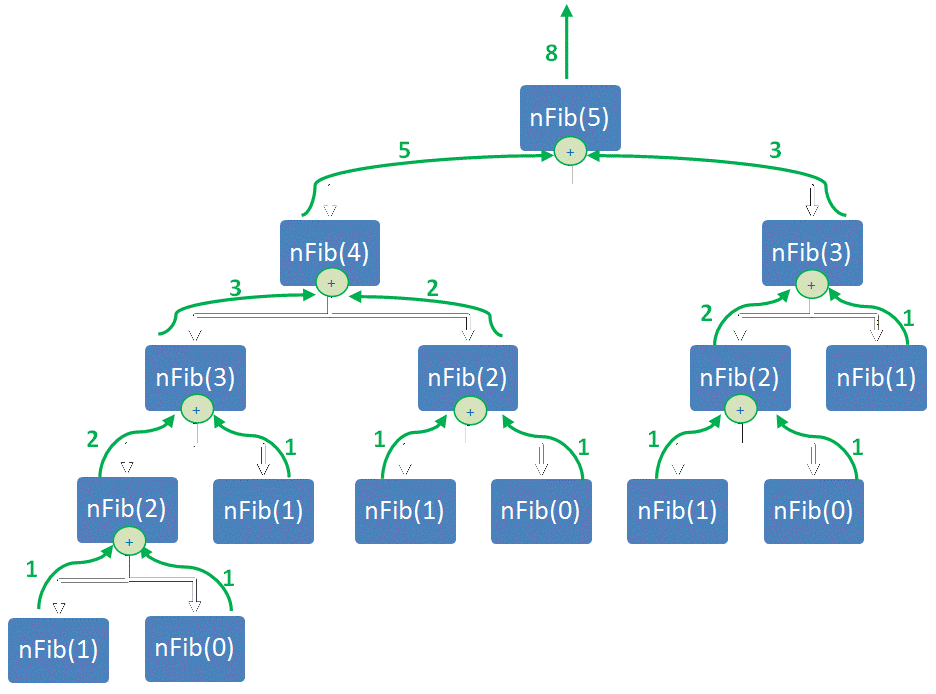 8
nFib(5)
+
5
3
nFib(4)
nFib(3)
+
+
3
2
2
1
nFib(3)
nFib(2)
nFib(2)
nFib(1)
+
+
+
2
1
1
1
1
1
nFib(2)
nFib(1)
nFib(1)
nFib(0)
nFib(1)
nFib(0)
+
1
1
nFib(1)
nFib(0)